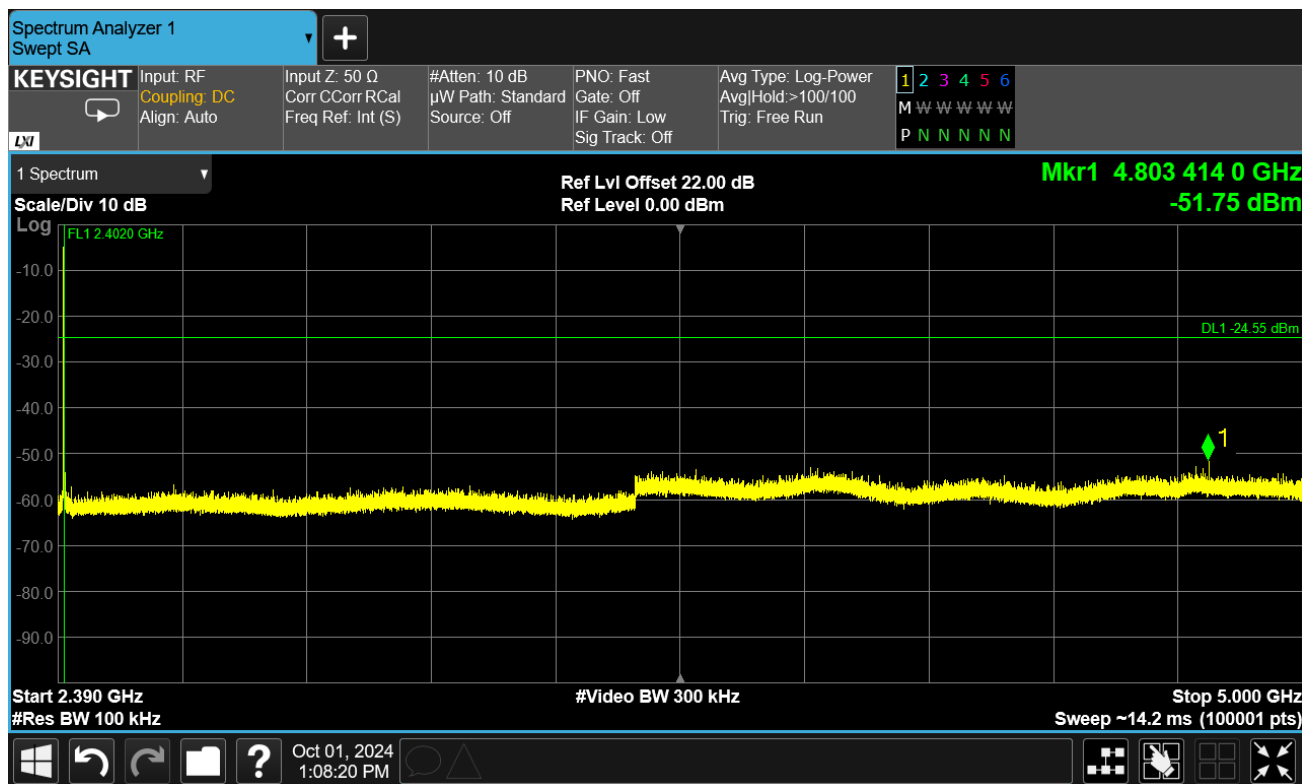 Spectrum Analyzer 1
Swept SA
KEYSIGHT
LXI
Input: RF
Coupling: DC
Align: Auto
Input Z: 50 Ω
Corr CCorr RCal
Freq Ref: Int (S)
#Atten: 10 dB
µW Path: Standard
Source: Off
PNO: Fast
Gate: Off
IF Gain: Low
Sig Track: Off
Avg Type: Log-Power
Avg|Hold:>100/100
Trig: Free Run
1 2 3 4 5 6
M W W W W W
P N N N N N
1 Spectrum
Scale/Div 10 dB
Log
Ref Lvl Offset 22.00 dB
Ref Level 0.00 dBm
Mkr1 4.803 414 0 GHz
-51.75 dBm
FL1 2.4020 GHz
-10.0
-20.0
DL1 -24.55 dBm
-30.0
-40.0
1
-50.0
-60.0
-70.0
-80.0
-90.0
Start 2.390 GHz
#Video BW 300 kHz
Stop 5.000 GHz
#Res BW 100 kHz
Sweep ~14.2 ms (100001 pts)
?
Oct 01, 2024
1:08:20 PM